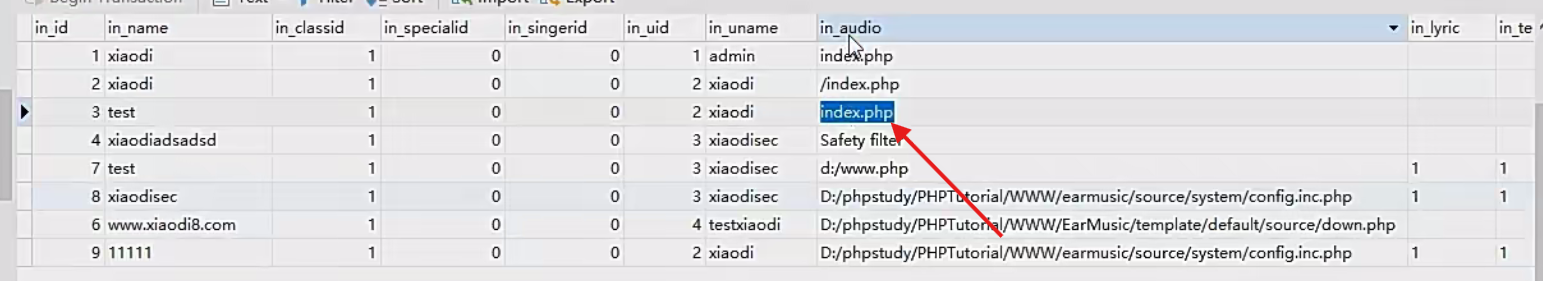 Text Filter Sort Import Export
in_id in_name in_classid in_specialid in_singerid in_uid in_uname in_audio in_lyric in_te
1 xiaodi 1 0 0 1 admin index.php
2 xiaodi 1 0 0 2 xiaodi /index.php
3 test 1 0 0 2 xiaodi index.php
4 xiaodiadsadsd 1 0 0 3 xiaodisec Safety filter
7 test 1 0 0 3 xiaodisec d:/www.php 1 1
8 xiaodisec 1 0 0 3 xiaodisec D:/phpstudy/PHPTutorial/WWW/earmusic/source/system/config.inc.php 1 1
6 www.xiaodi8.com 1 0 0 4 testxiaodi D:/phpstudy/PHPTutorial/WWW/EarMusic/template/default/source/down.php
9 11111 1 0 0 2 xiaodi D:/phpstudy/PHPTutorial/WWW/earmusic/source/system/config.inc.php 1 1